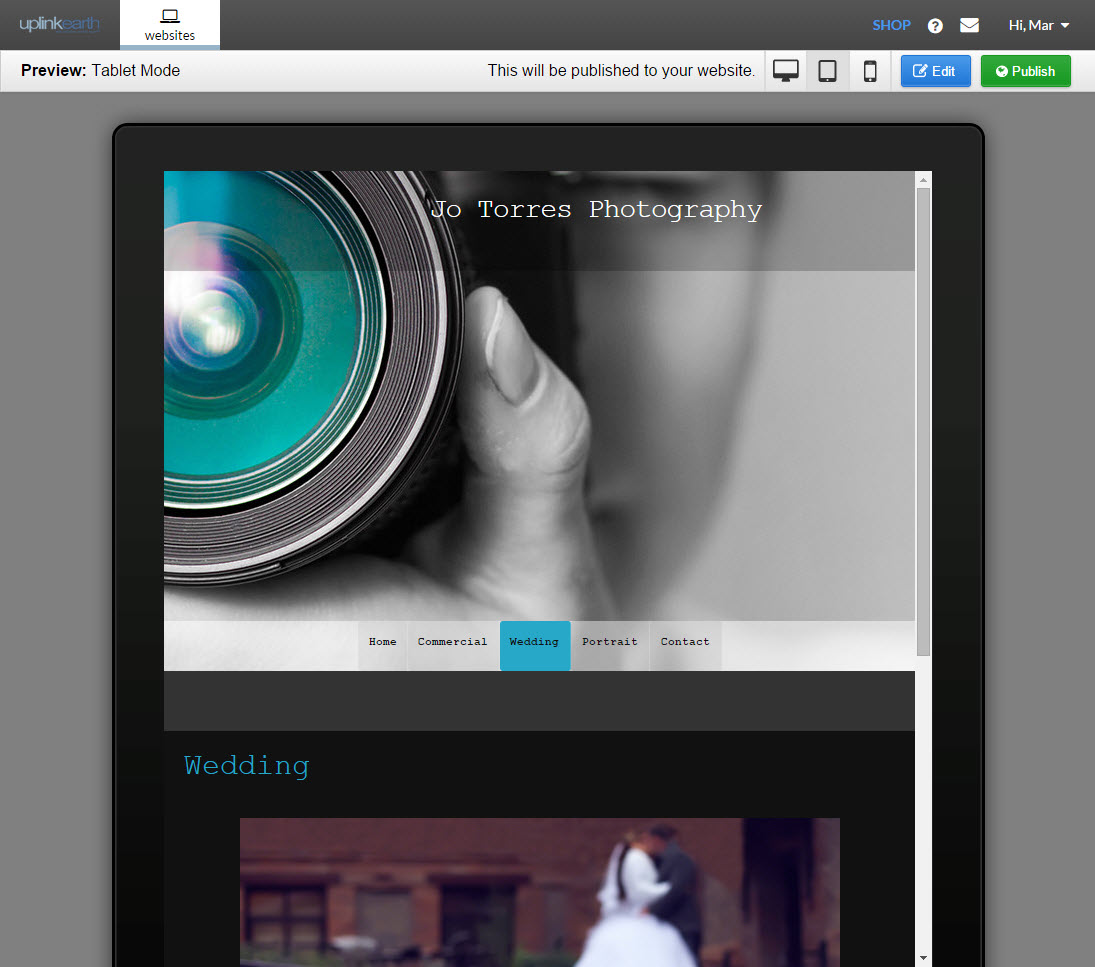 uplinkearth
websites
SHOP
?
Hi, Mar
Preview: Tablet Mode
This will be published to your website.
Edit
Publish
Jo Torres Photography
Home
Commercial
Wedding
Portrait
Contact
Wedding